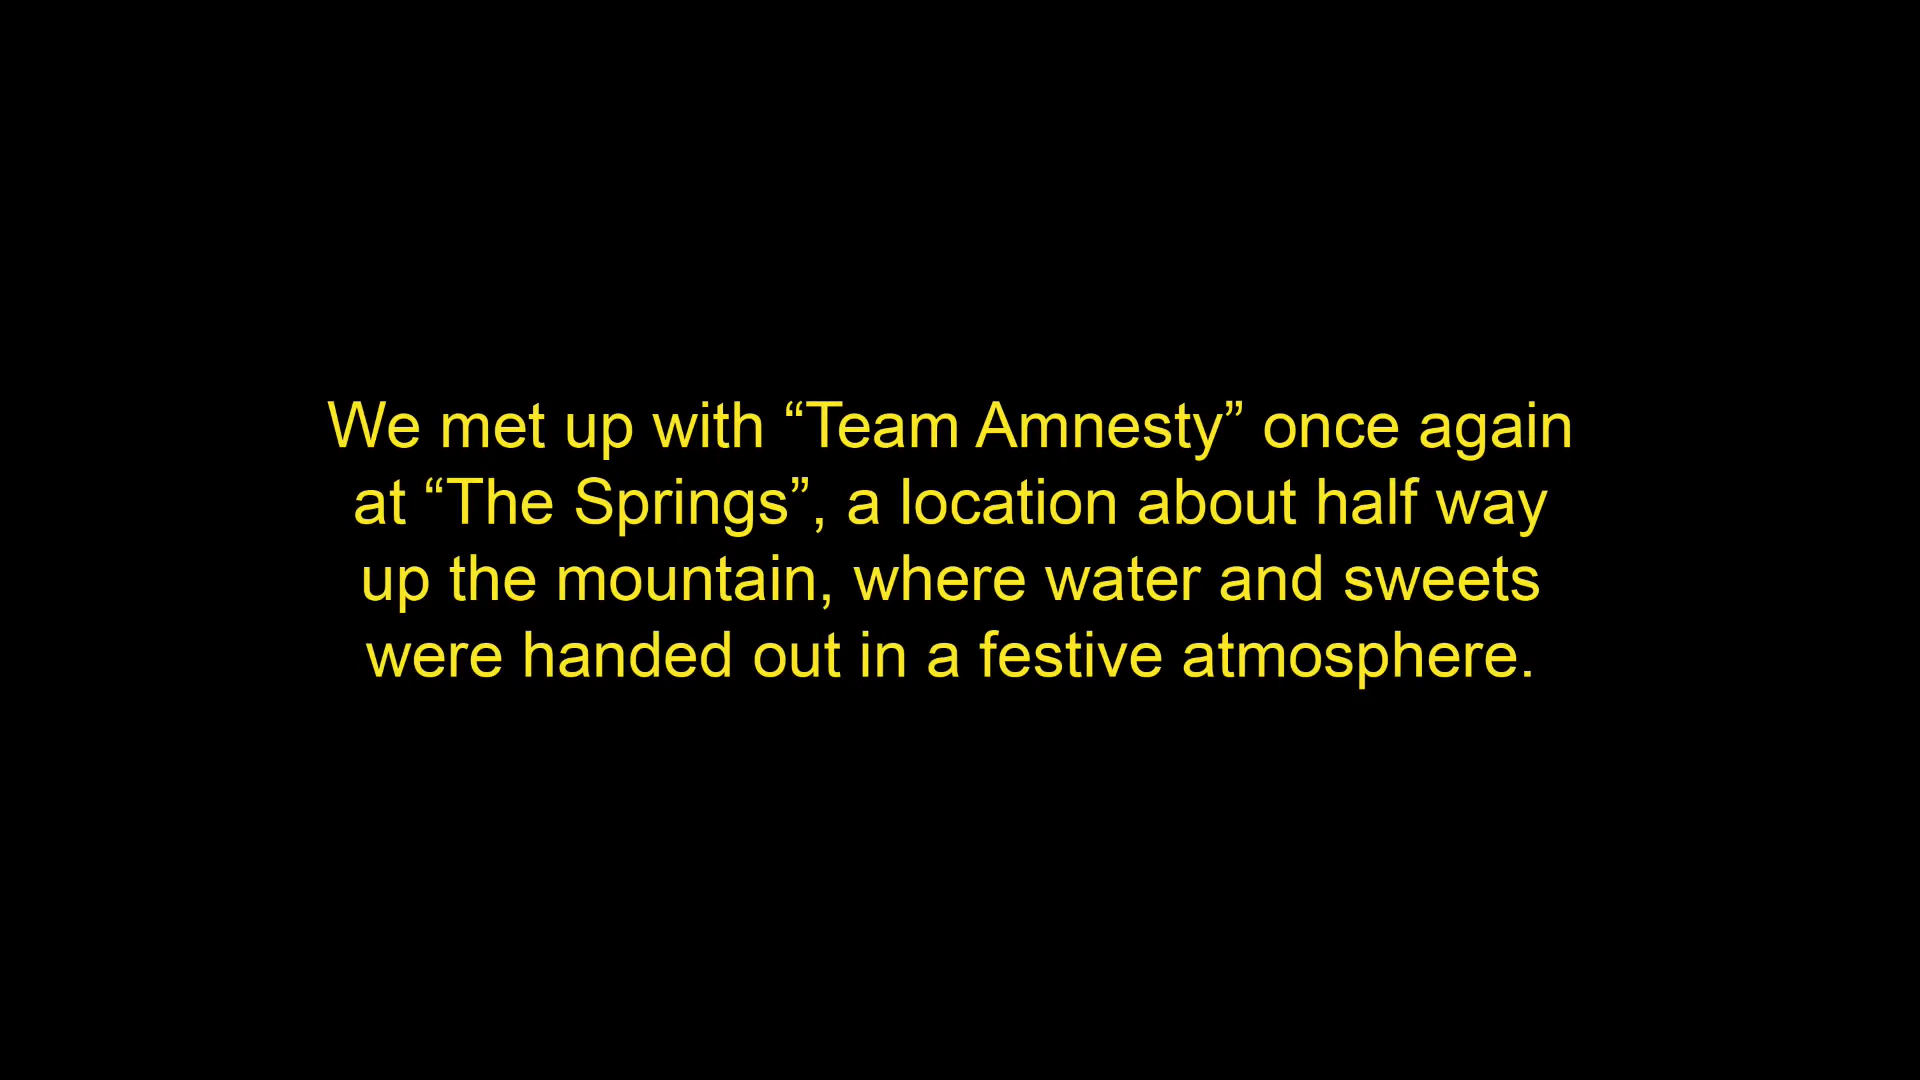 We met up with “Team Amnesty” once again
at “The Springs”, a location about half way
up the mountain, where water and sweets
were handed out in a festive atmosphere.